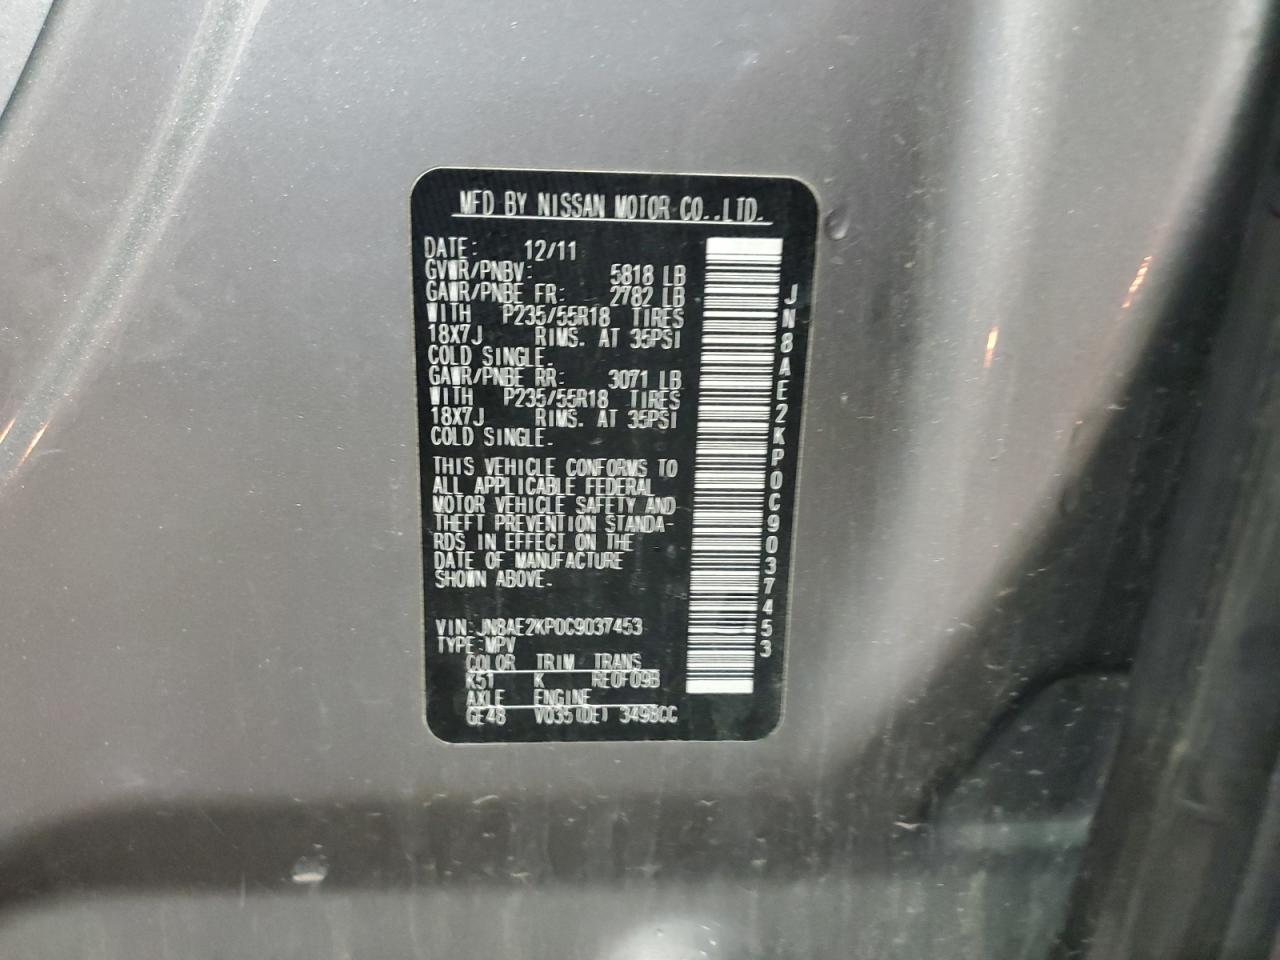 MFD BY NISSAN MOTOR CO.,LTD.
DATE: 12/11
GVWR/PNBV: 5818 LB
GAWR/PNBE FR: 2782 LB
WITH P235/55R18 TIRES
18X7J RIMS. AT 35PSI
COLD SINGLE.
GAWR/PNBE RR: 3071 LB
WITH P235/55R18 TIRES
18X7J RIMS. AT 35PSI
COLD SINGLE.
THIS VEHICLE CONFORMS TO
ALL APPLICABLE FEDERAL
MOTOR VEHICLE SAFETY AND
THEFT PREVENTION STANDA-
RDS IN EFFECT ON THE
DATE OF MANUFACTURE
SHOWN ABOVE.
VIN: JN8AE2KP0C9037453
TYPE:MPV
COLOR TRIM TRANS
K51 K RE0F09B
AXLE ENGINE
GE48 VQ35(DE) 3498CC
JN8AE2KP0C9037453